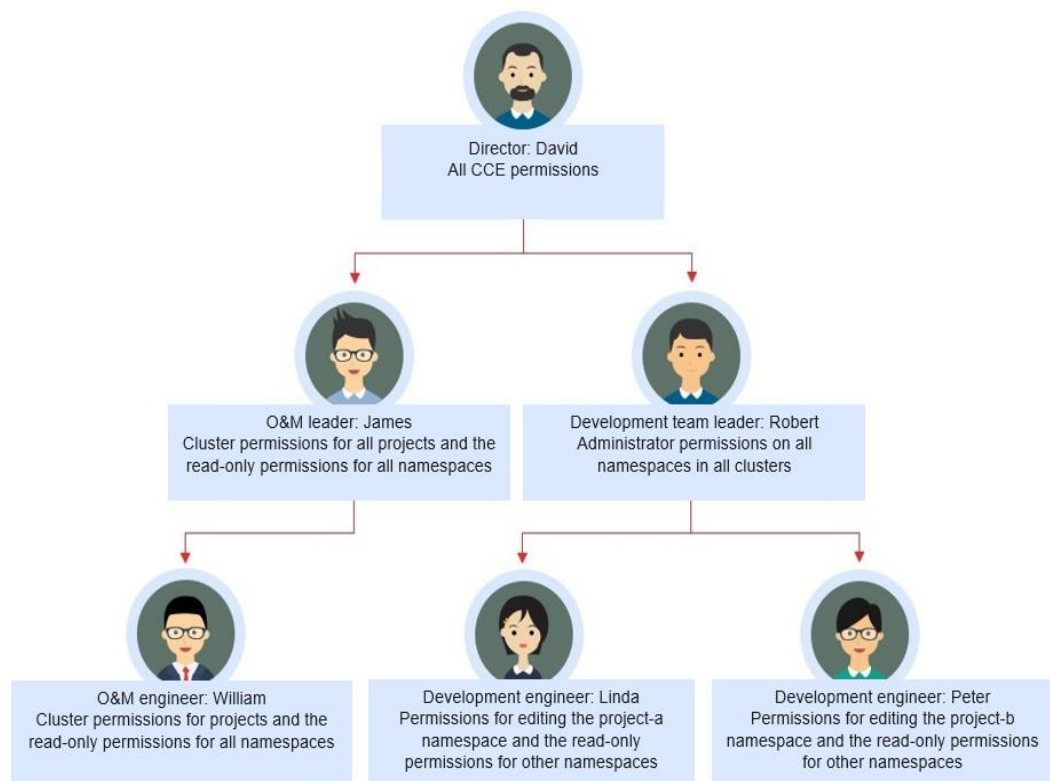 Director: David
All CCE permissions
O&M leader: James
Cluster permissions for all projects and the
read-only permissions for all namespaces
Development team leader: Robert
Administrator permissions on all
namespaces in all clusters
O&M engineer: William
Cluster permissions for projects and the
read-only permissions for all namespaces
Development engineer: Linda
Permissions for editing the project-a
namespace and the read-only
permissions for other namespaces
Development engineer: Peter
Permissions for editing the project-b
namespace and the read-only permissions
for other namespaces